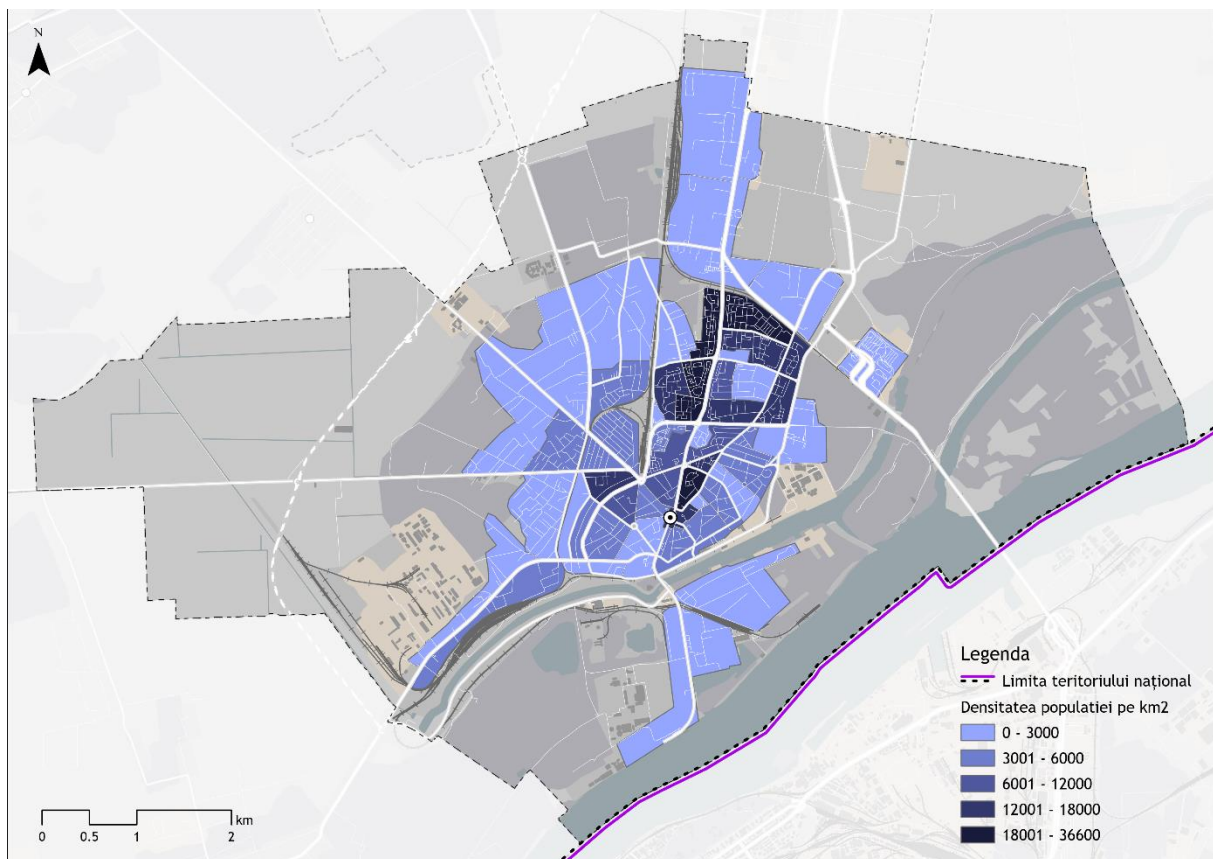 N
Legenda
Limita teritoriului național
Densitatea populatiei pe km2
0 - 3000
3001 - 6000
6001 - 12000
12001 - 18000
18001 - 36600
km
0 0.5 1 2